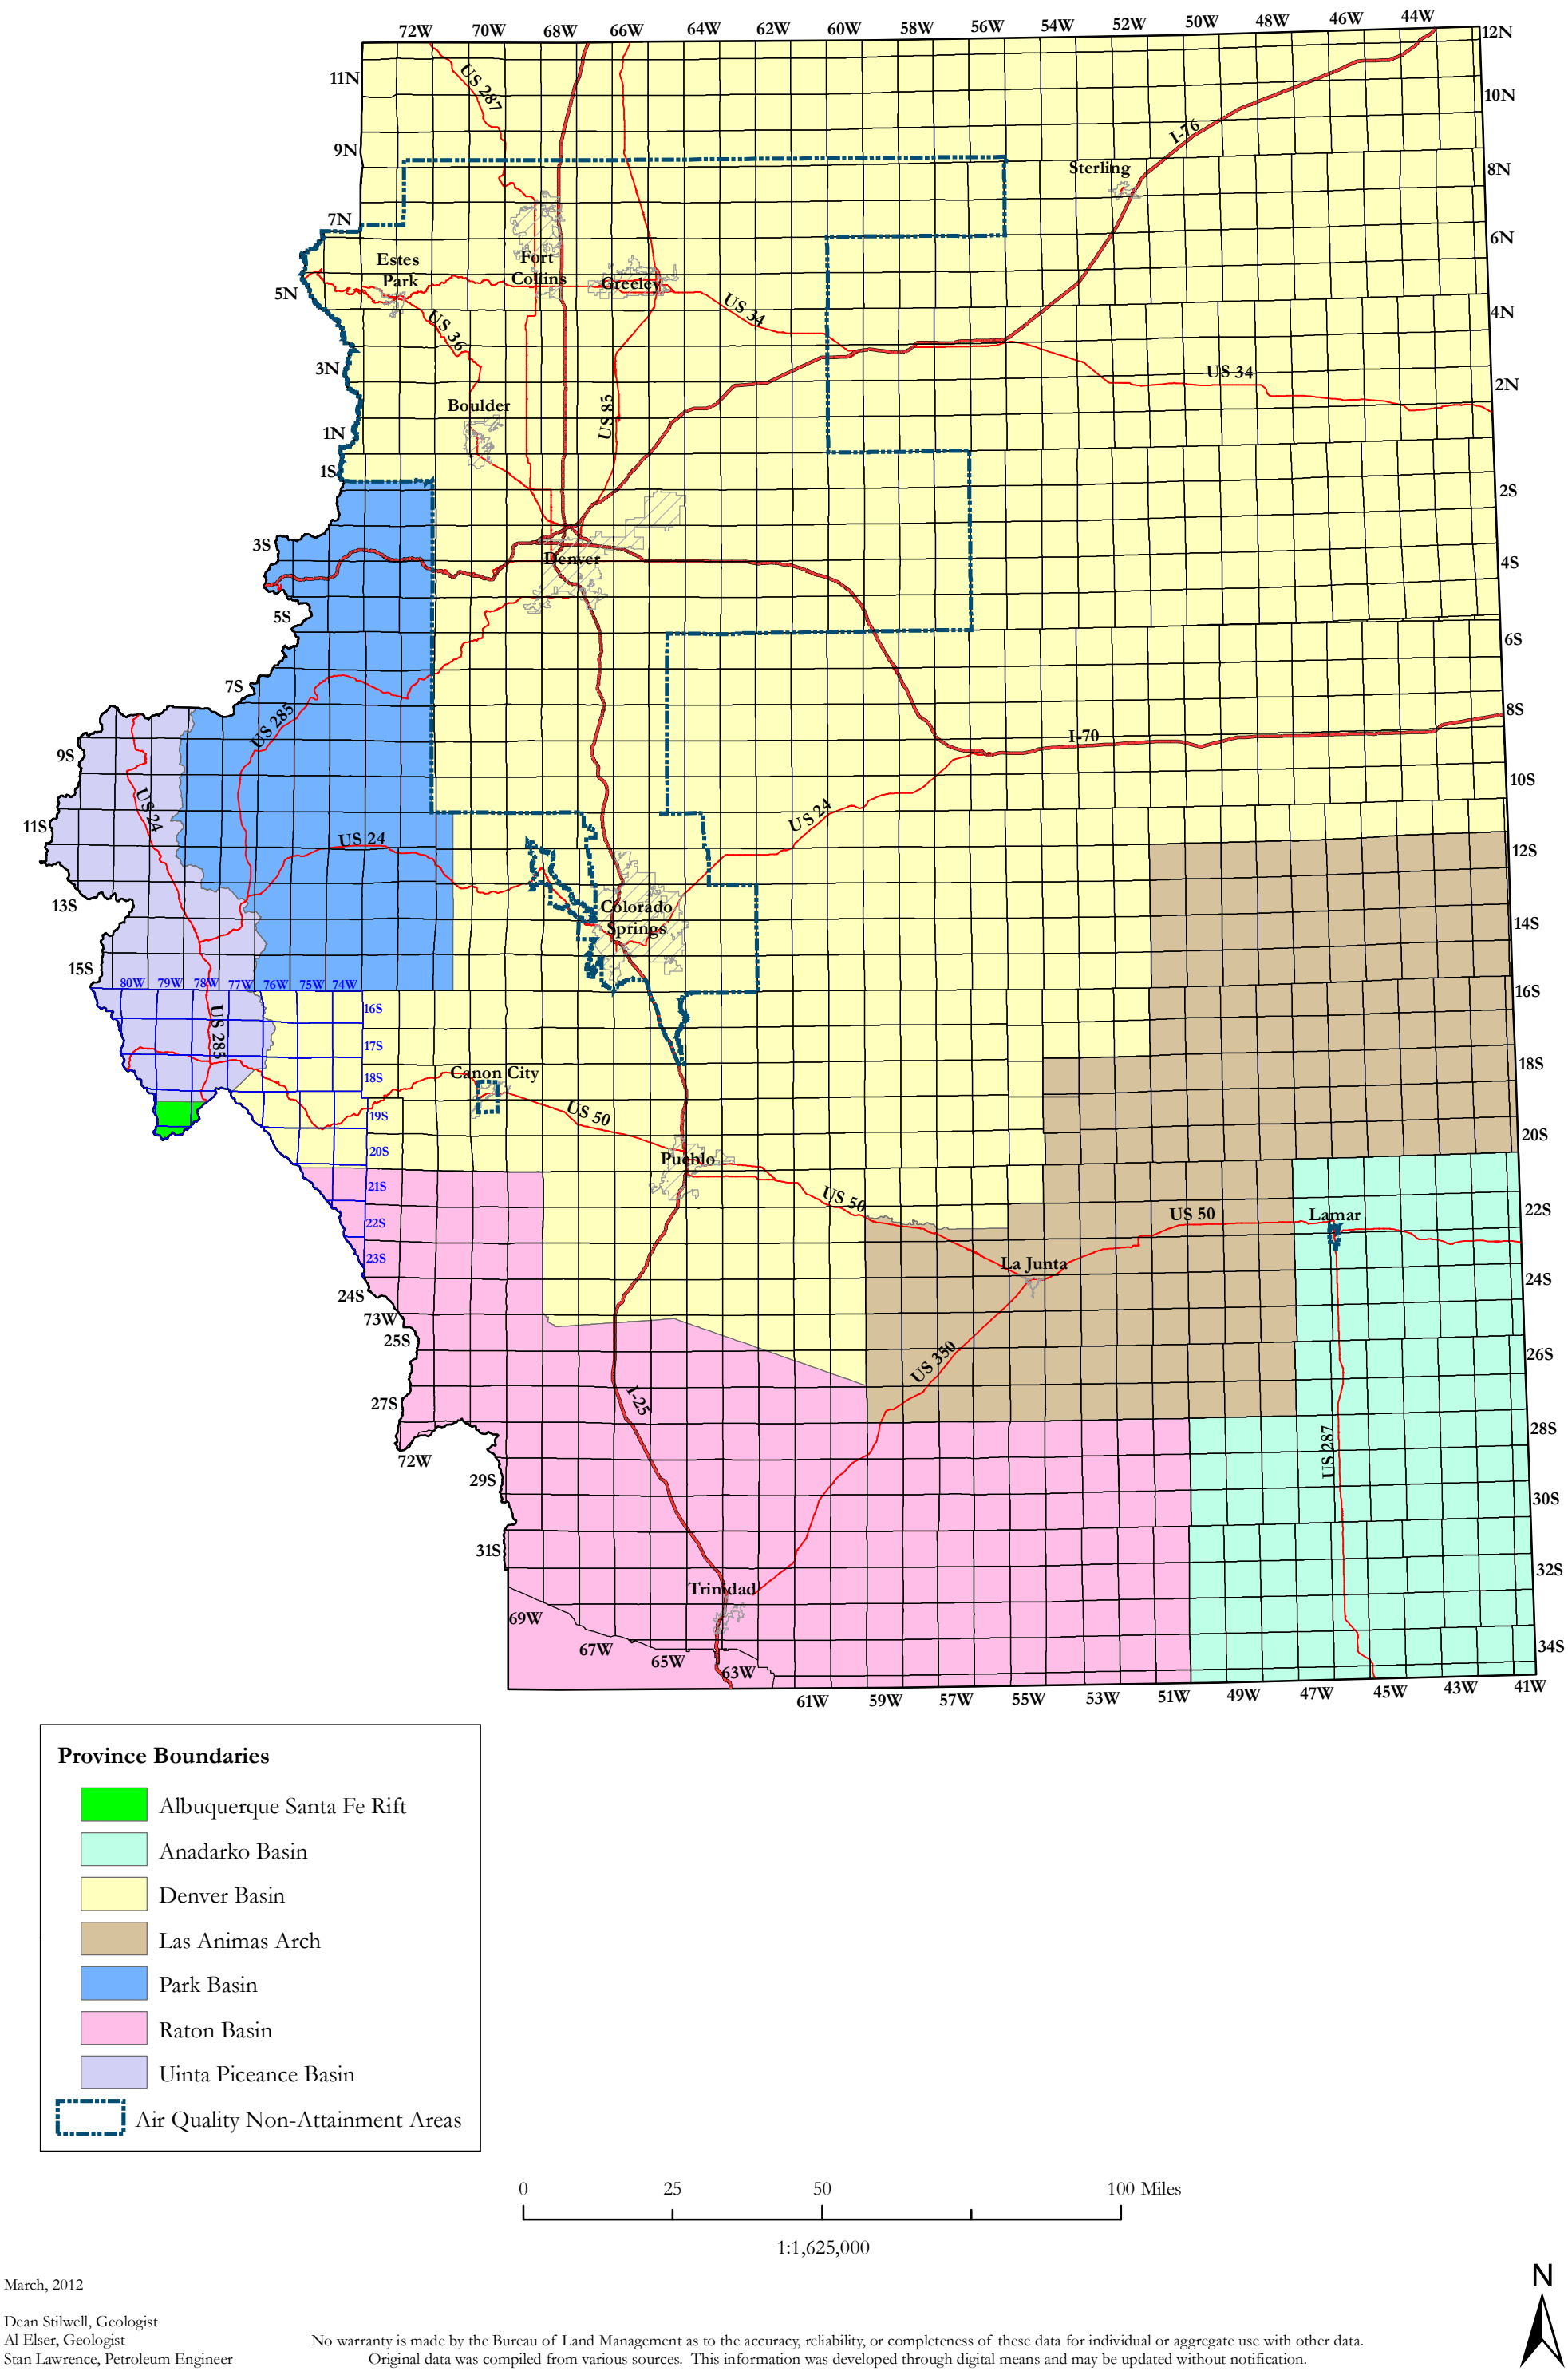 72W 70W 68W 66W 64W 62W 60W 58W 56W 54W 52W 50W 48W 46W 44W
12N
11N
US 287
10N
I-76
9N
Sterling
8N
7N
6N
Estes
Park
Fort
Collins
Greeley
5N
US 34
4N
US 36
3N
US 34
2N
Boulder
US 85
1N
1S
2S
3S
Denver
4S
5S
6S
7S
US 285
8S
I-70
9S
10S
US 24
US 24
11S
US 24
12S
13S
Colorado
Springs
14S
15S
80W 79W 78W 77W 76W 75W 74W
16S
16S
US 285
17S
18S
18S
Canon City
19S
US 50
20S
20S
Pueblo
21S
US 50
22S
US 50
Lamar
22S
23S
La Junta
24S
24S
73W
25S
US 350
26S
27S
I-25
28S
US 287
72W
29S
30S
31S
32S
Trinidad
69W
67W
65W
63W
34S
61W 59W 57W 55W 53W 51W 49W 47W 45W 43W 41W
Province Boundaries
Albuquerque Santa Fe Rift
Anadarko Basin
Denver Basin
Las Animas Arch
Park Basin
Raton Basin
Uinta Piceance Basin
Air Quality Non-Attainment Areas
0 25 50 100 Miles
1:1,625,000
N
March, 2012
Dean Stilwell, Geologist
Al Elser, Geologist
Stan Lawrence, Petroleum Engineer
No warranty is made by the Bureau of Land Management as to the accuracy, reliability, or completeness of these data for individual or aggregate use with other data.
Original data was compiled from various sources. This information was developed through digital means and may be updated without notification.